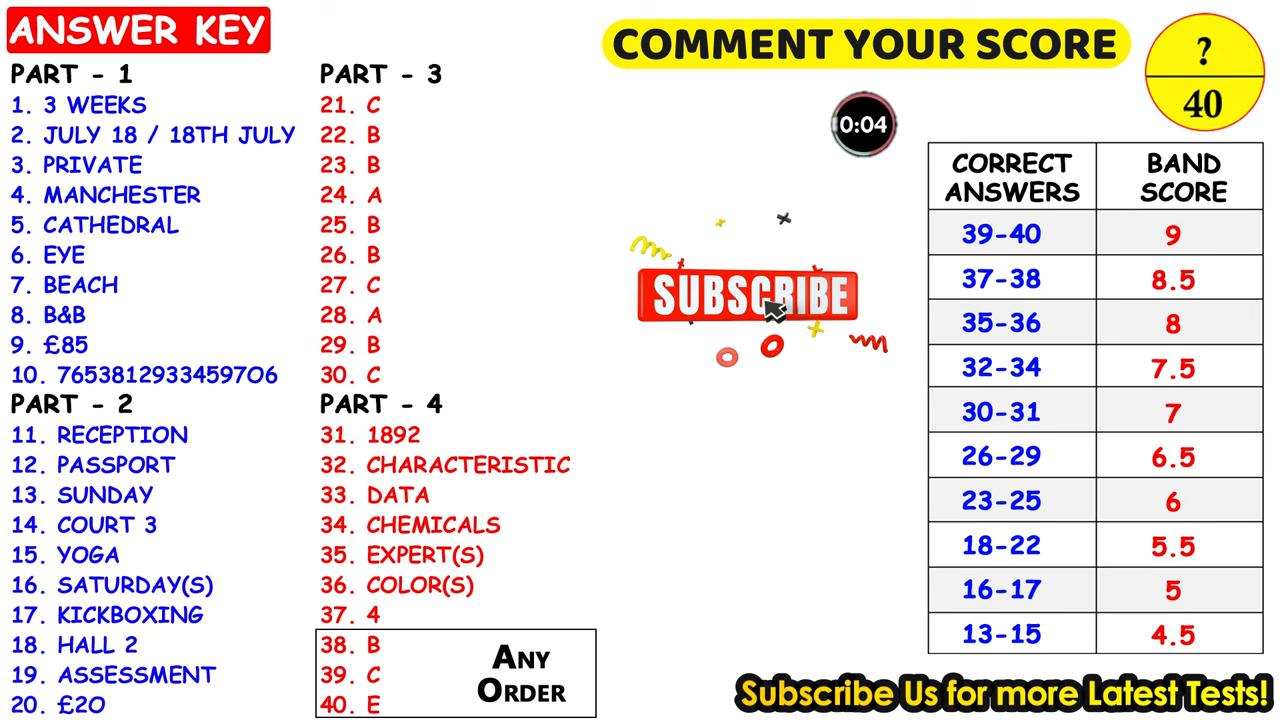 ANSWER KEY
PART - 1
1. 3 WEEKS
2. JULY 18 / 18TH JULY
3. PRIVATE
4. MANCHESTER
5. CATHEDRAL
6. EYE
7. BEACH
8. B&B
9. £85
10. 76538129334597O6
PART - 2
11. RECEPTION
12. PASSPORT
13. SUNDAY
14. COURT 3
15. YOGA
16. SATURDAY(S)
17. KICKBOXING
18. HALL 2
19. ASSESSMENT
20. £20
PART - 3
21. C
22. B
23. B
24. A
25. B
26. B
27. C
28. A
29. B
30. C
PART - 4
31. 1892
32. CHARACTERISTIC
33. DATA
34. CHEMICALS
35. EXPERT(S)
36. COLOR(S)
37. 4
38. B
39. C
40. E
ANY
ORDER
COMMENT YOUR SCORE
?
40
0:04
SUBSCRIBE
CORRECT ANSWERS BAND SCORE
39-40 9
37-38 8.5
35-36 8
32-34 7.5
30-31 7
26-29 6.5
23-25 6
18-22 5.5
16-17 5
13-15 4.5
Subscribe Us for more Latest Tests!